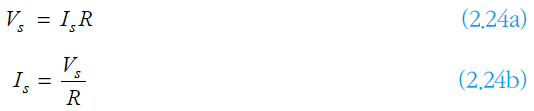 V_s = I_s R (2.24a)
I_s = V_s / R (2.24b)